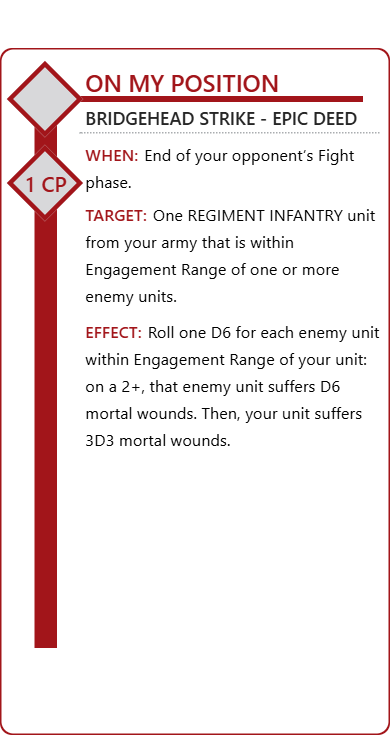 ON MY POSITION
BRIDGEHEAD STRIKE - EPIC DEED
1 CP
WHEN: End of your opponent’s Fight
phase.
TARGET: One REGIMENT INFANTRY unit
from your army that is within
Engagement Range of one or more
enemy units.
EFFECT: Roll one D6 for each enemy unit
within Engagement Range of your unit:
on a 2+, that enemy unit suffers D6
mortal wounds. Then, your unit suffers
3D3 mortal wounds.